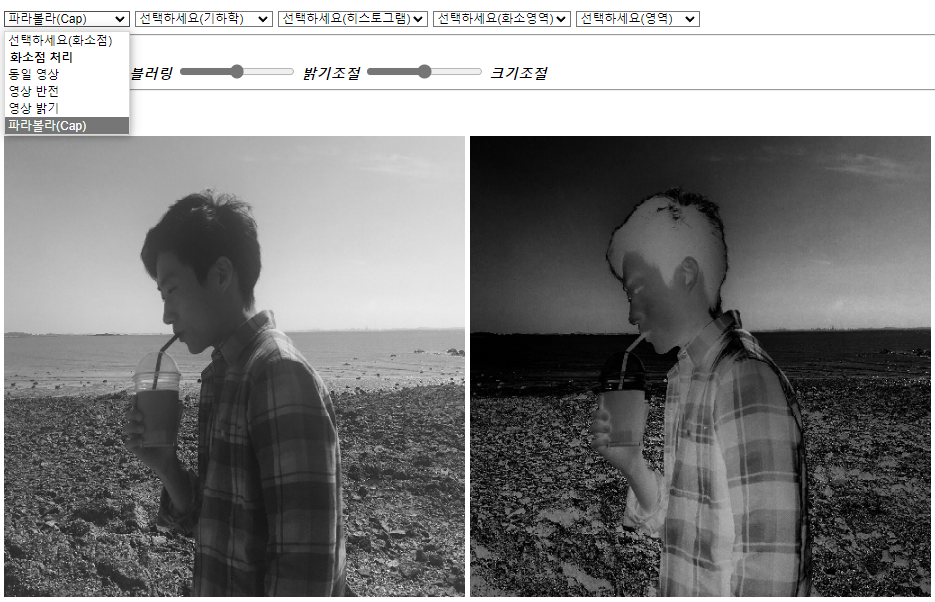 파라볼라(Cap) 선택하세요(기하학) 선택하세요(히스토그램) 선택하세요(화소영역) 선택하세요(영역)
선택하세요(화소점)
화소점 처리
동일 영상
영상 반전
영상 밝기
파라볼라(Cap)
블러링 밝기조절 크기조절